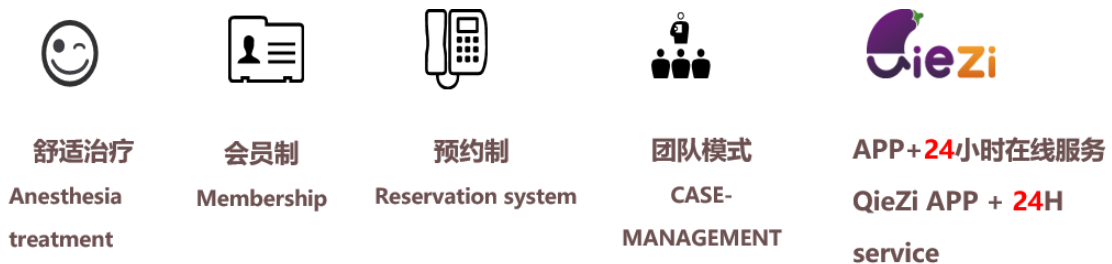 QieZi
舒适治疗
Anesthesia
treatment
会员制
Membership
预约制
Reservation system
团队模式
CASE-
MANAGEMENT
APP+24小时在线服务
QieZi APP + 24H
service